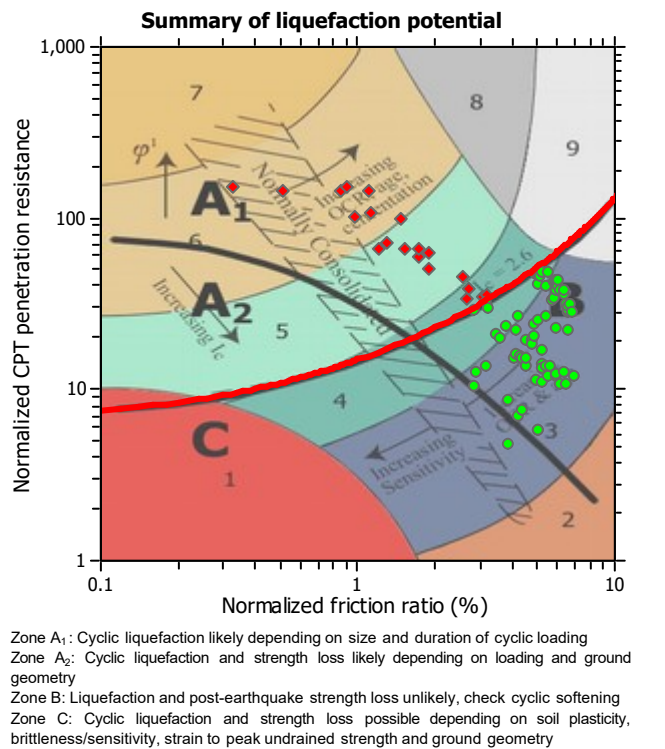 Summary of liquefaction potential
1,000
100
10
1
Normalized CPT penetration resistance
7
8
9
φ'
A1
Normally Consolidated
Increasing
OCR, age,
cementation
6
A2
Increasing Ic
5
= 2.6
B
4
C
1
Increasing
Sensitivity
OCR &
3
2
0.1
1
10
Normalized friction ratio (%)
Zone A1: Cyclic liquefaction likely depending on size and duration of cyclic loading
Zone A2: Cyclic liquefaction and strength loss likely depending on loading and ground
geometry
Zone B: Liquefaction and post-earthquake strength loss unlikely, check cyclic softening
Zone C: Cyclic liquefaction and strength loss possible depending on soil plasticity,
brittleness/sensitivity, strain to peak undrained strength and ground geometry